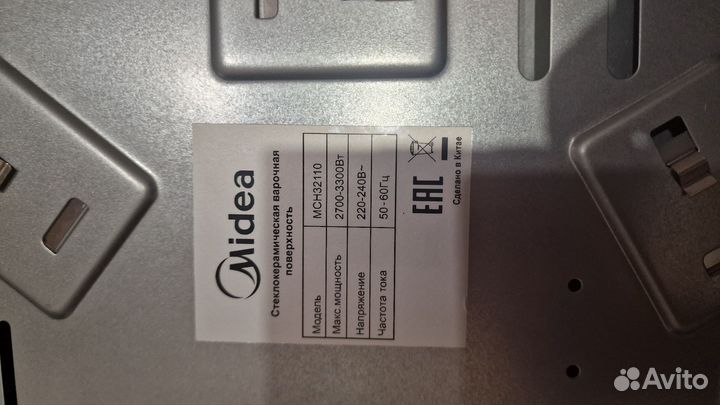 Midea
Стеклокерамическая варочная
поверхность
Модель MCH32110
Макс.мощность 2700-3300Вт
Напряжение 220-240В~
Частота тока 50-60Гц
EAC
Сделано в Китае
Avito